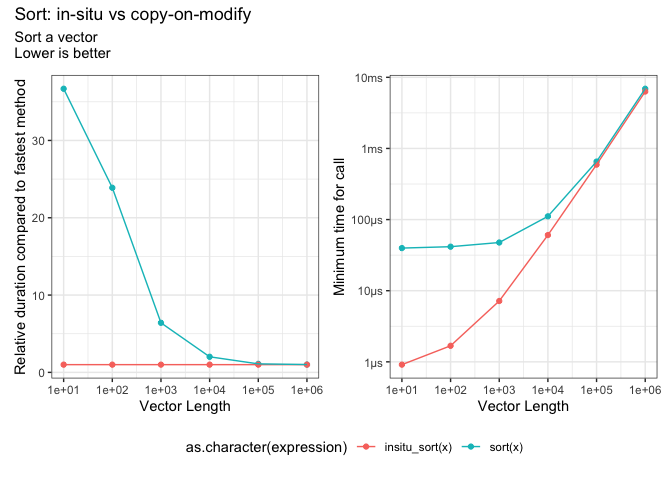 Sort: in-situ vs copy-on-modify
Sort a vector
Lower is better
Relative duration compared to fastest method
30
20
10
0
1e+01 1e+02 1e+03 1e+04 1e+05 1e+06
Vector Length
Minimum time for call
10ms
1ms
100µs
10µs
1µs
1e+01 1e+02 1e+03 1e+04 1e+05 1e+06
Vector Length
as.character(expression) insitu_sort(x) sort(x)